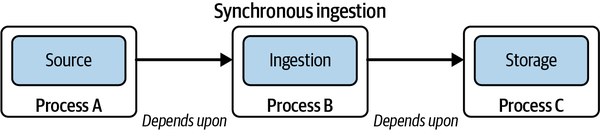 Synchronous ingestion
Source
Ingestion
Storage
Process A
Process B
Process C
Depends upon
Depends upon